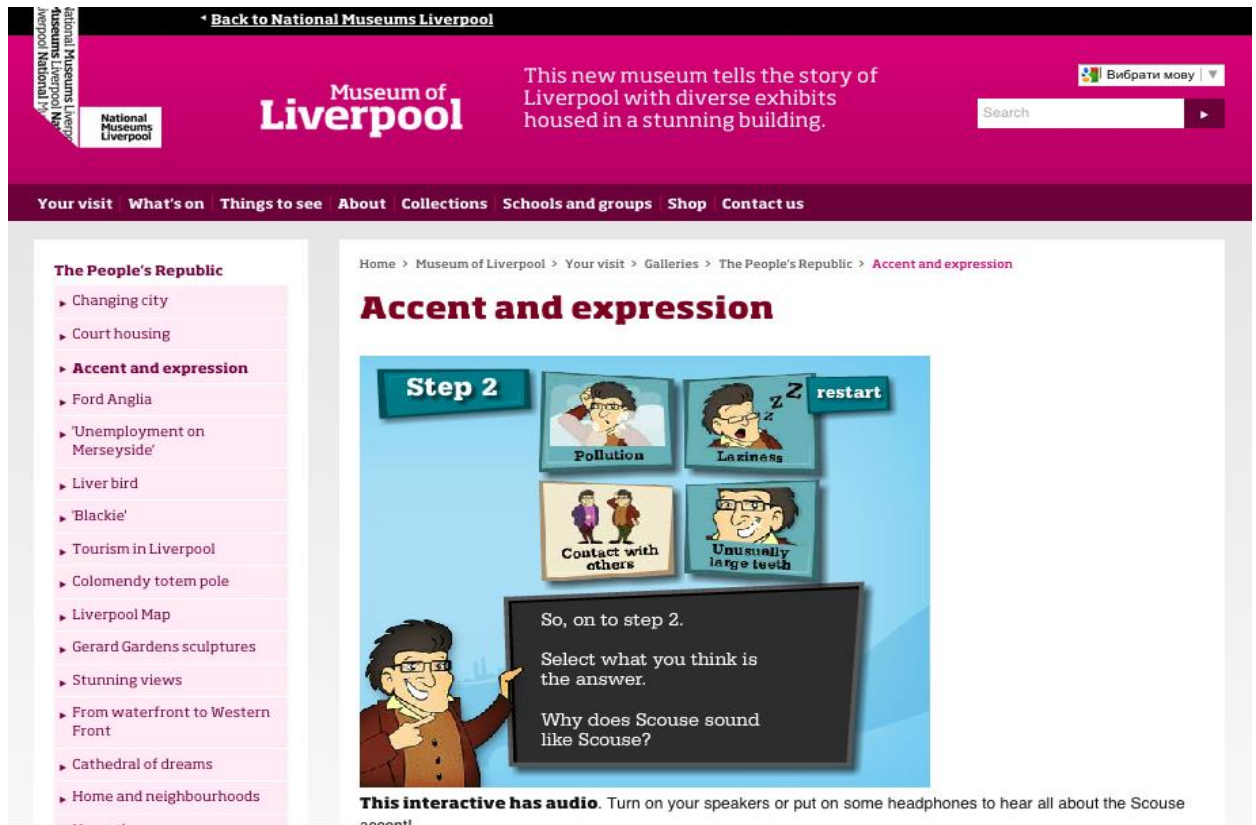 Back to National Museums Liverpool
National Museums Liverpool
National
Museums
Liverpool
Museum of
Liverpool
This new museum tells the story of
Liverpool with diverse exhibits
housed in a stunning building.
Вибрати мову
Search
Your visit What's on Things to see About Collections Schools and groups Shop Contact us
The People's Republic
Changing city
Court housing
Accent and expression
Ford Anglia
'Unemployment on
Merseyside'
Liver bird
'Blackie'
Tourism in Liverpool
Colomendy totem pole
Liverpool Map
Gerard Gardens sculptures
Stunning views
From waterfront to Western
Front
Cathedral of dreams
Home and neighbourhoods
Home > Museum of Liverpool > Your visit > Galleries > The People's Republic > Accent and expression
Accent and expression
Step 2
restart
Pollution
Z Z Z
Laziness
Contact with
others
Unusually
large teeth
So, on to step 2.
Select what you think is
the answer.
Why does Scouse sound
like Scouse?
This interactive has audio. Turn on your speakers or put on some headphones to hear all about the Scouse
accent!